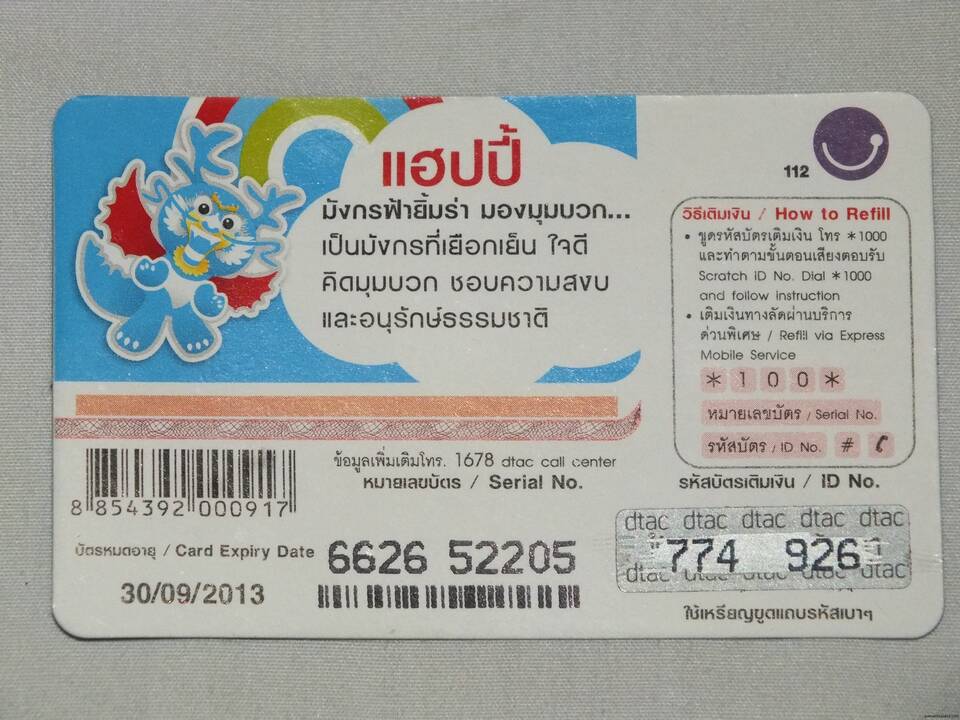 แฮปปี้
มังกรฟ้ายิ้มร่า มองมุมบวก...
เป็นมังกรที่เยือกเย็น ใจดี
คิดมุมบวก ชอบความสงบ
และอนุรักษ์ธรรมชาติ
112
วิธีเติมเงิน / How to Refill
• ขูดรหัสบัตรเติมเงิน โทร *1000
และทำตามขั้นตอนเสียงตอบรับ
Scratch ID No. Dial *1000
and follow instruction
• เติมเงินทางลัดผ่านบริการ
ด่วนพิเศษ / Refill via Express
Mobile Service
*100*
หมายเลขบัตร / Serial No.
รหัสบัตร / ID No. #
ข้อมูลเพิ่มเติมโทร. 1678 dtac call center
หมายเลขบัตร / Serial No.
รหัสบัตรเติมเงิน / ID No.
8 854392 000917
dtac dtac dtac dtac dtac
บัตรหมดอายุ / Card Expiry Date
6626 52205
774 926
dtac dtac dtac dtac dtac
30/09/2013
ใช้เหรียญขูดแถบรหัสเบาๆ